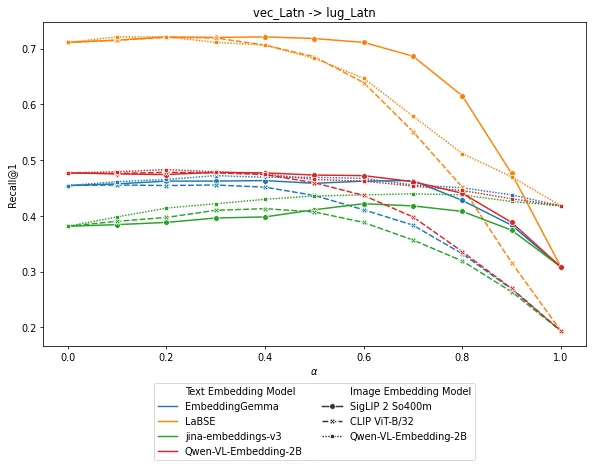 vec_Latn -> lug_Latn
Recall@1
0.7
0.6
0.5
0.4
0.3
0.2
0.0
0.2
0.4
0.6
0.8
1.0
α
Text Embedding Model
EmbeddingGemma
LaBSE
jina-embeddings-v3
Qwen-VL-Embedding-2B
Image Embedding Model
SigLIP 2 So400m
CLIP ViT-B/32
Qwen-VL-Embedding-2B